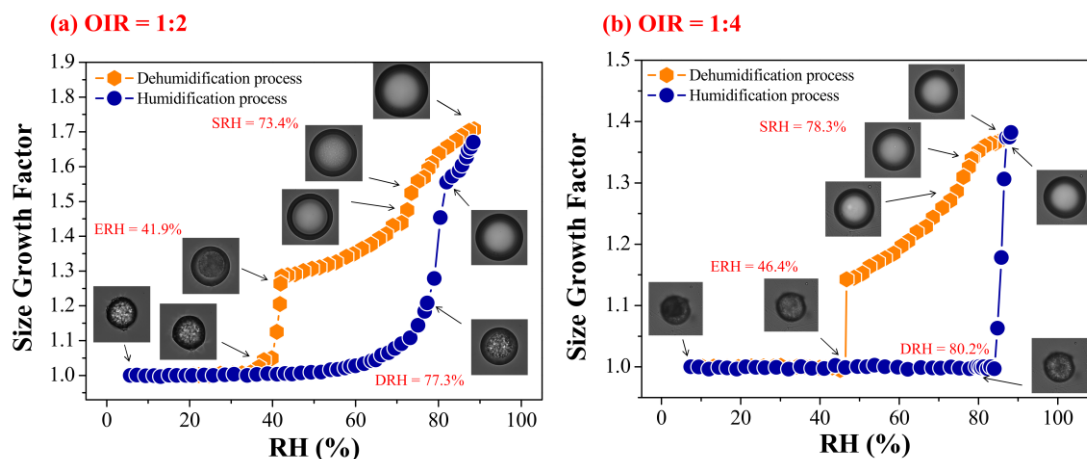 (a) OIR = 1:2
Size Growth Factor
1.9
1.8
1.7
1.6
1.5
1.4
1.3
1.2
1.1
1.0
Dehumidification process
Humidification process
SRH = 73.4%
ERH = 41.9%
DRH = 77.3%
0 20 40 60 80 100
RH (%)
(b) OIR = 1:4
Size Growth Factor
1.5
1.4
1.3
1.2
1.1
1.0
Dehumidification process
Humidification process
SRH = 78.3%
ERH = 46.4%
DRH = 80.2%
0 20 40 60 80 100
RH (%)